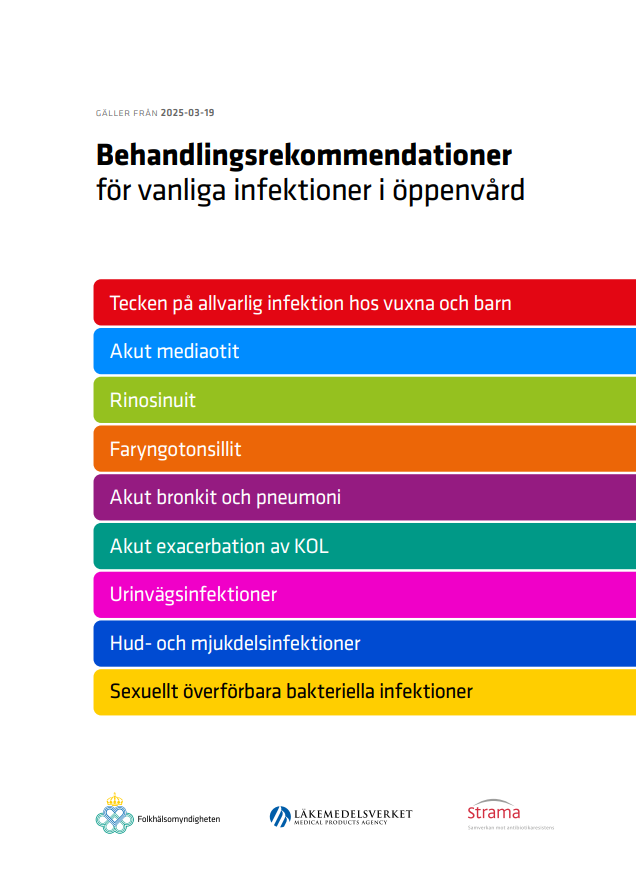 GÄLLER FRÅN 2025-03-19
Behandlingsrekommendationer
för vanliga infektioner i öppenvård
Tecken på allvarlig infektion hos vuxna och barn
Akut mediaotit
Rinosinuit
Faryngotonsillit
Akut bronkit och pneumoni
Akut exacerbation av KOL
Urinvägsinfektioner
Hud- och mjukdelsinfektioner
Sexuellt överförbara bakteriella infektioner
Folkhälsomyndigheten
LÄKEMEDELSVERKET
MEDICAL PRODUCTS AGENCY
Strama
Samverkan mot antibiotikaresistens